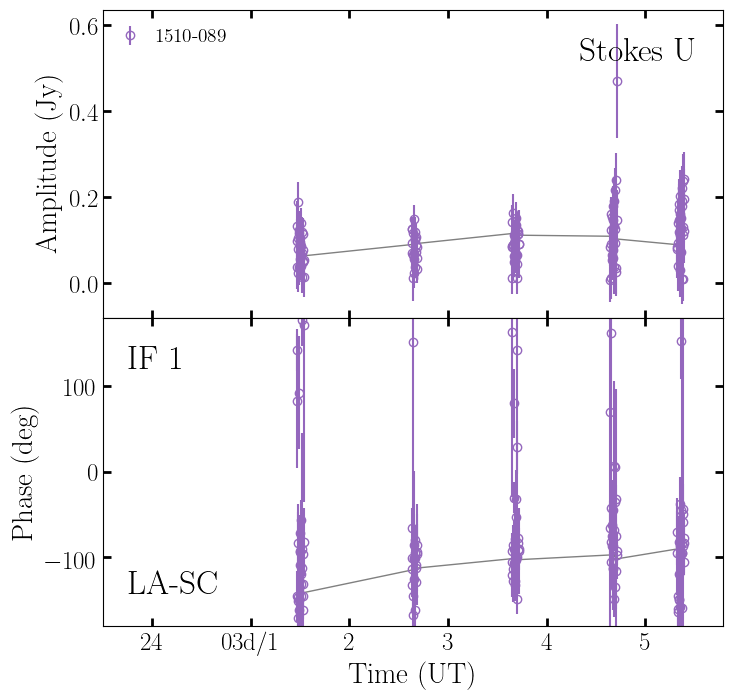 1510-089
Stokes U
Amplitude (Jy)
0.6
0.4
0.2
0.0
IF 1
LA-SC
Phase (deg)
100
0
−100
24 03d/1 2 3 4 5
Time (UT)